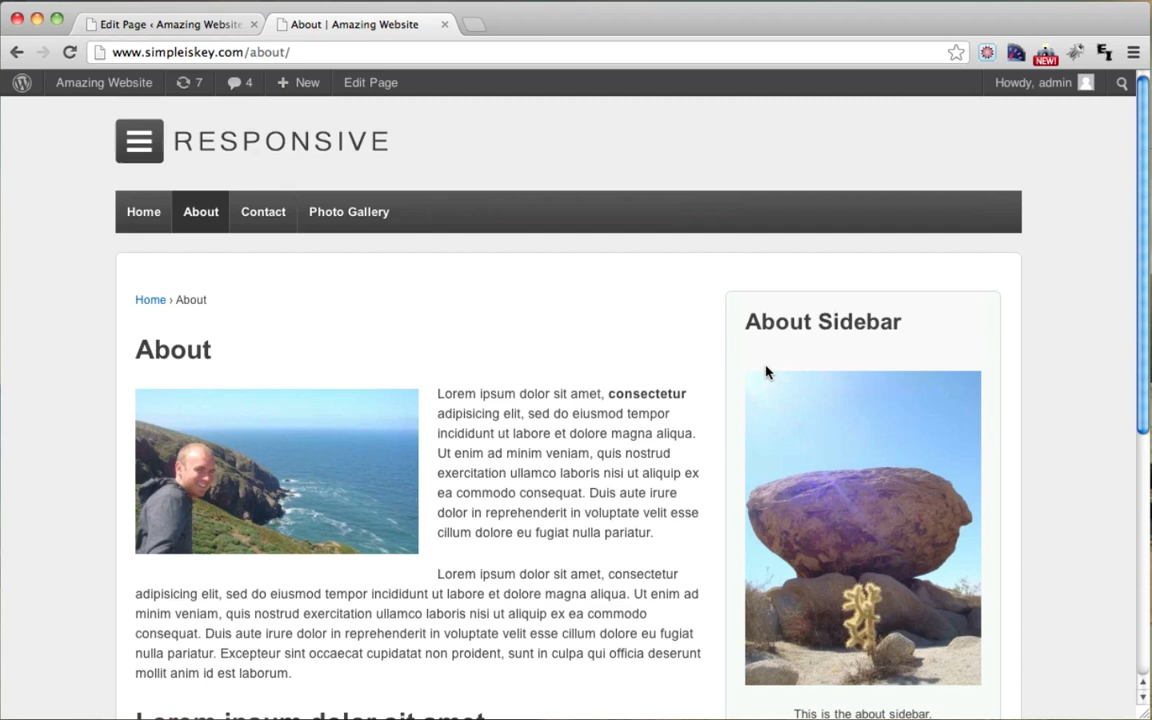 Edit Page ‹ Amazing Website
About | Amazing Website
www.simpleiskey.com/about/
NEW!
Amazing Website
7
4
+ New
Edit Page
Howdy, admin
RESPONSIVE
Home
About
Contact
Photo Gallery
Home › About
About
Lorem ipsum dolor sit amet, consectetur
adipisicing elit, sed do eiusmod tempor
incididunt ut labore et dolore magna aliqua.
Ut enim ad minim veniam, quis nostrud
exercitation ullamco laboris nisi ut aliquip ex
ea commodo consequat. Duis aute irure
dolor in reprehenderit in voluptate velit esse
cillum dolore eu fugiat nulla pariatur.
Lorem ipsum dolor sit amet, consectetur
adipisicing elit, sed do eiusmod tempor incididunt ut labore et dolore magna aliqua. Ut enim ad
minim veniam, quis nostrud exercitation ullamco laboris nisi ut aliquip ex ea commodo
consequat. Duis aute irure dolor in reprehenderit in voluptate velit esse cillum dolore eu fugiat
nulla pariatur. Excepteur sint occaecat cupidatat non proident, sunt in culpa qui officia deserunt
mollit anim id est laborum.
Lorem ipsum dolor sit amet
About Sidebar
This is the about sidebar.